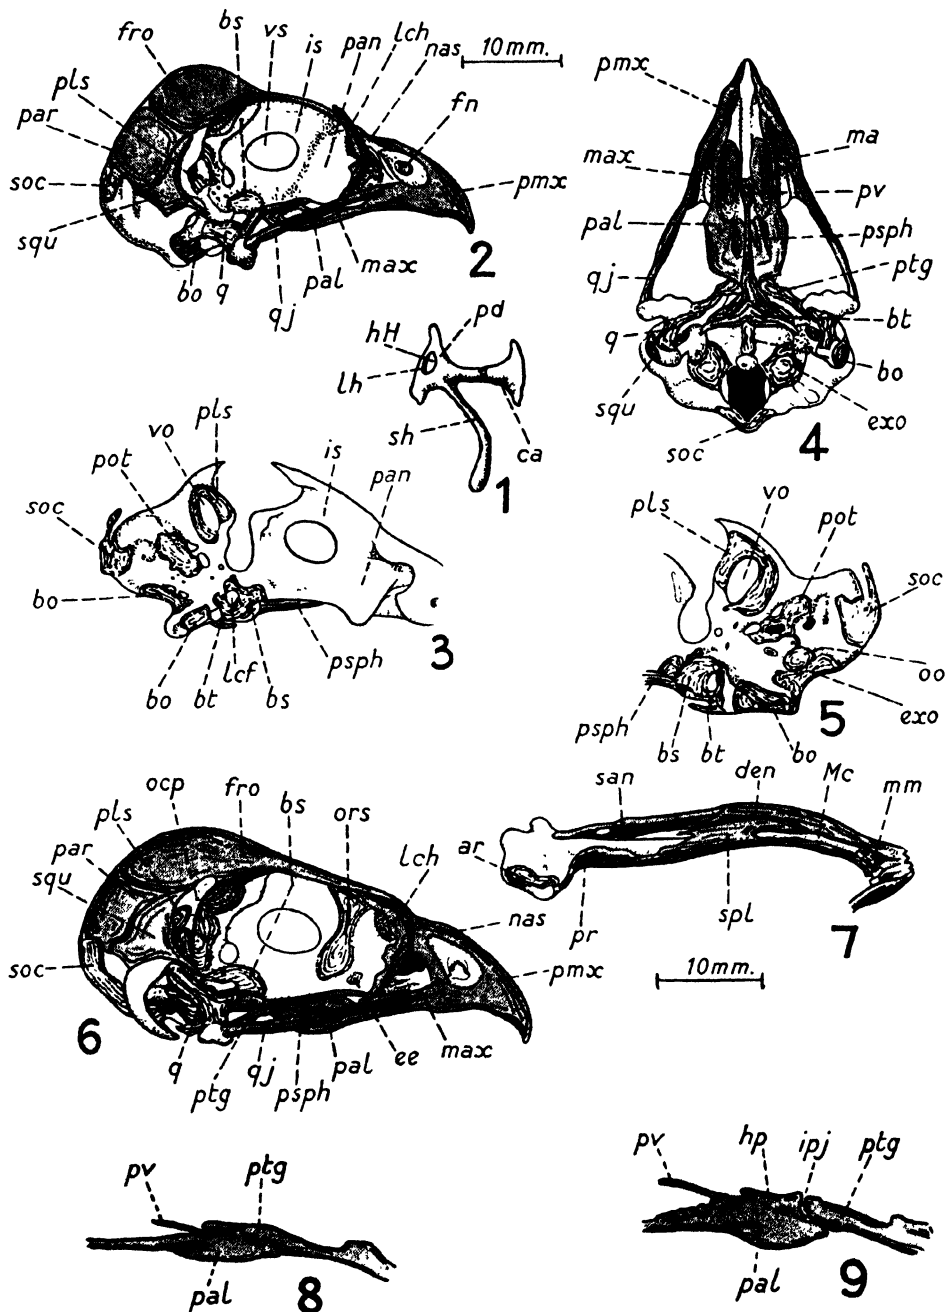 fro
bs
vs
is
pan
lch
nas
10 mm.
fn
pls
par
soc
squ
pmx
2
bo
q
qj
pal
max
pmx
max
ma
pv
pal
psph
qj
ptg
q
bt
squ
bo
exo
soc
4
hH
pd
lh
sh
ca
1
pls
vo
pot
is
pan
soc
bo
3
bo
bt
lcf
bs
psph
vo
pls
pot
soc
oo
exo
5
psph
bs
bt
bo
ocp
fro
bs
ors
pls
lch
par
squ
nas
soc
pmx
6
q
ptg
qj
psph
pal
ee
max
san
den
Mc
mm
ar
pr
spl
7
10 mm.
pv
ptg
pal
8
pv
hp
ipj
ptg
pal
9